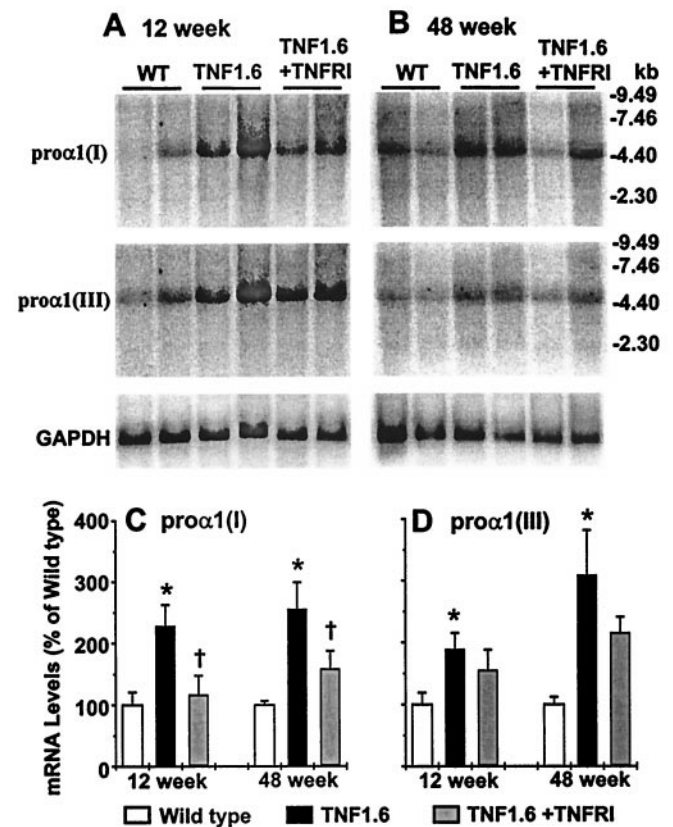 A 12 week
WT TNF1.6 TNF1.6 +TNFRI
B 48 week
WT TNF1.6 TNF1.6 +TNFRI kb
proα1(I)
-9.49
-7.46
-4.40
-2.30
proα1(III)
-9.49
-7.46
-4.40
-2.30
GAPDH
C proα1(I)
mRNA Levels (% of Wild type)
400
300
200
100
0
* † * †
12 week 48 week
D proα1(III)
* *
12 week 48 week
Wild type TNF1.6 TNF1.6 +TNFRI